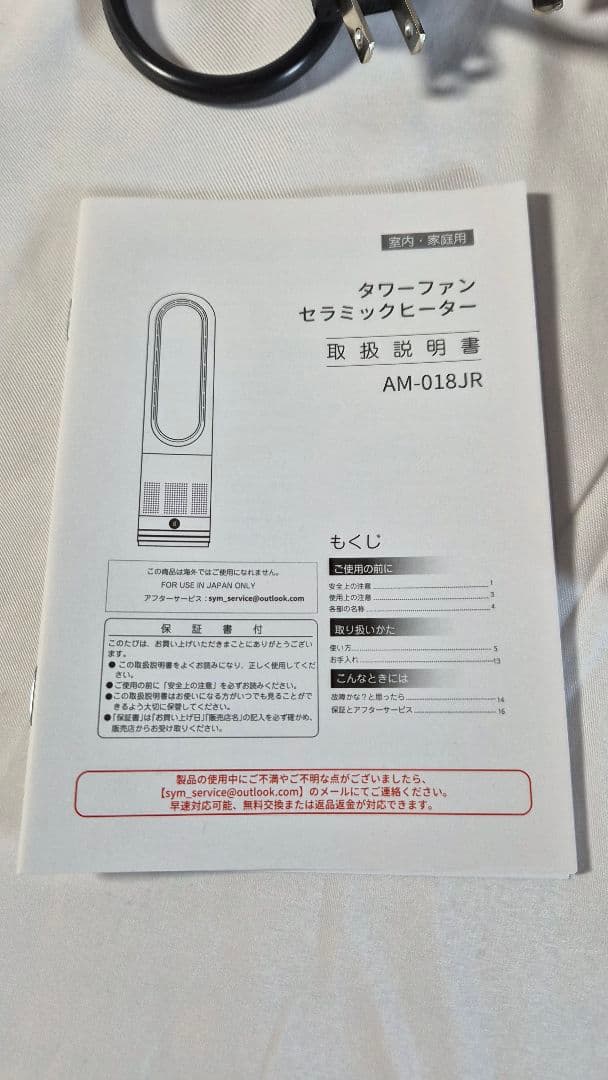 室内・家庭用
タワーファン
セラミックヒーター
取扱説明書
AM-018JR
この商品は海外ではご使用になれません。
FOR USE IN JAPAN ONLY
アフターサービス：sym_service@outlook.com
保証書付
このたびは、お買い上げいただきまことにありがとうござい
ます。
● この取扱説明書をよくお読みになり、正しく使用してくだ
さい。
●ご使用の前に「安全上の注意」を必ずお読みください。
●この取扱説明書はお使いになる方がいつでも見ることがで
きるよう大切に保管してください。
●「保証書」は「お買い上げ日」「販売店名」の記入を必ず確かめ、
販売店からお受け取りください。
もくじ
ご使用の前に
安全上の注意 1
使用上の注意 3
各部の名称 4
取り扱いかた
使い方 5
お手入れ 13
こんなときには
故障かな？と思ったら 14
保証とアフターサービス 16
製品の使用中にご不満やご不明な点がございましたら、
【sym_service@outlook.com】のメールにてご連絡ください。
早速対応可能、無料交換または返品返金が対応できます。